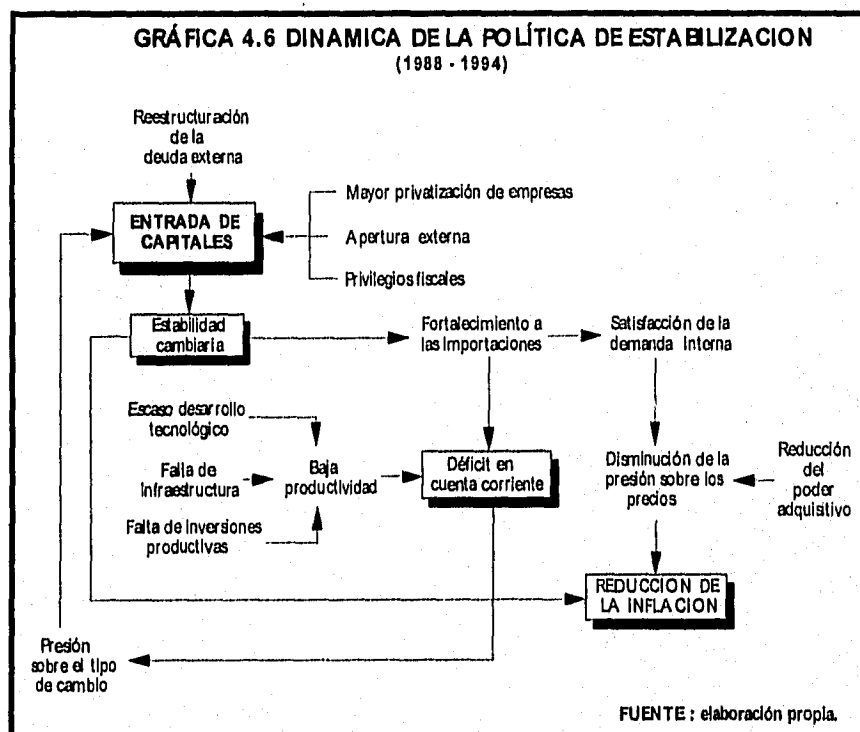 GRÁFICA 4.6 DINAMICA DE LA POLÍTICA DE ESTABILIZACION
(1988 - 1994)
Reestructuración
de la
deuda externa
Mayor privatización de empresas
ENTRADA DE
CAPITALES
Apertura externa
Privilegios fiscales
Estabilidad
cambiaria
Fortalecimiento a
las Importaciones
Satisfacción de la
demanda Interna
Escaso desarrollo
tecnológico
Falta de
Infraestructura
Falta de Inversiones
productivas
Baja
productividad
Déficit en
cuenta corriente
Disminución de la
presión sobre los
precios
Reducción
del
poder
adquisitivo
REDUCCION DE
LA INFLACION
Presión
sobre el tipo
de cambio
FUENTE : elaboración propia.